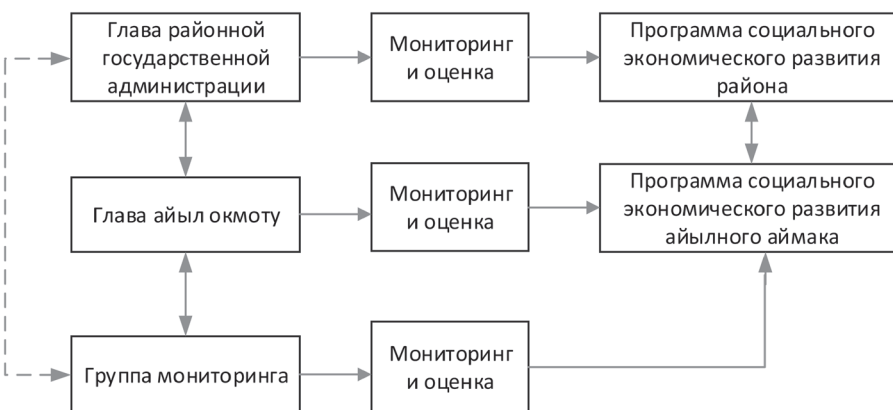 Глава районной
государственной
администрации
Мониторинг
и оценка
Программа социального
экономического развития
района
Глава айыл окмоту
Мониторинг
и оценка
Программа социального
экономического развития
айылного аймака
Группа мониторинга
Мониторинг
и оценка